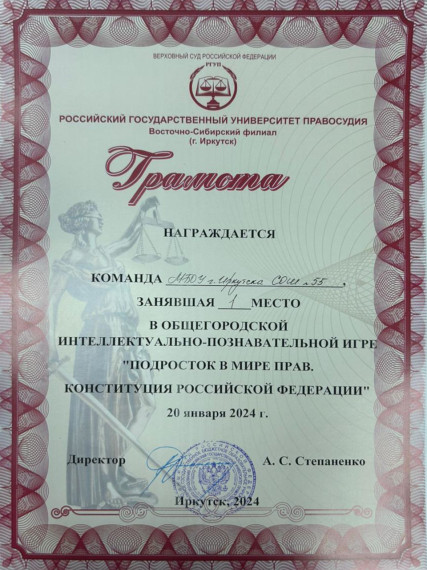 ВЕРХОВНЫЙ СУД РОССИЙСКОЙ ФЕДЕРАЦИИ
РГУП
РОССИЙСКИЙ ГОСУДАРСТВЕННЫЙ УНИВЕРСИТЕТ ПРАВОСУДИЯ
Восточно-Сибирский филиал
(г. Иркутск)
Грамота
НАГРАЖДАЕТСЯ
КОМАНДА МБОУ г. Иркутска СОШ №55,
ЗАНЯВШАЯ 1 МЕСТО
В ОБЩЕГОРОДСКОЙ
ИНТЕЛЛЕКТУАЛЬНО-ПОЗНАВАТЕЛЬНОЙ ИГРЕ
"ПОДРОСТОК В МИРЕ ПРАВ.
КОНСТИТУЦИЯ РОССИЙСКОЙ ФЕДЕРАЦИИ"
20 января 2024 г.
Директор А. С. Степаненко
Иркутск, 2024